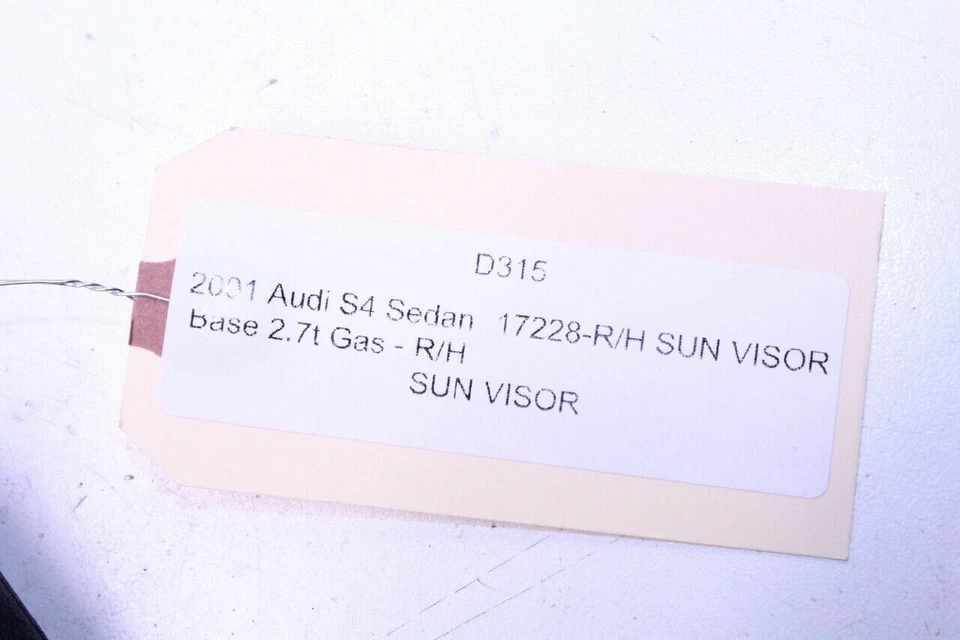 D315
2001 Audi S4 Sedan 17228-R/H SUN VISOR
Base 2.7t Gas - R/H
SUN VISOR